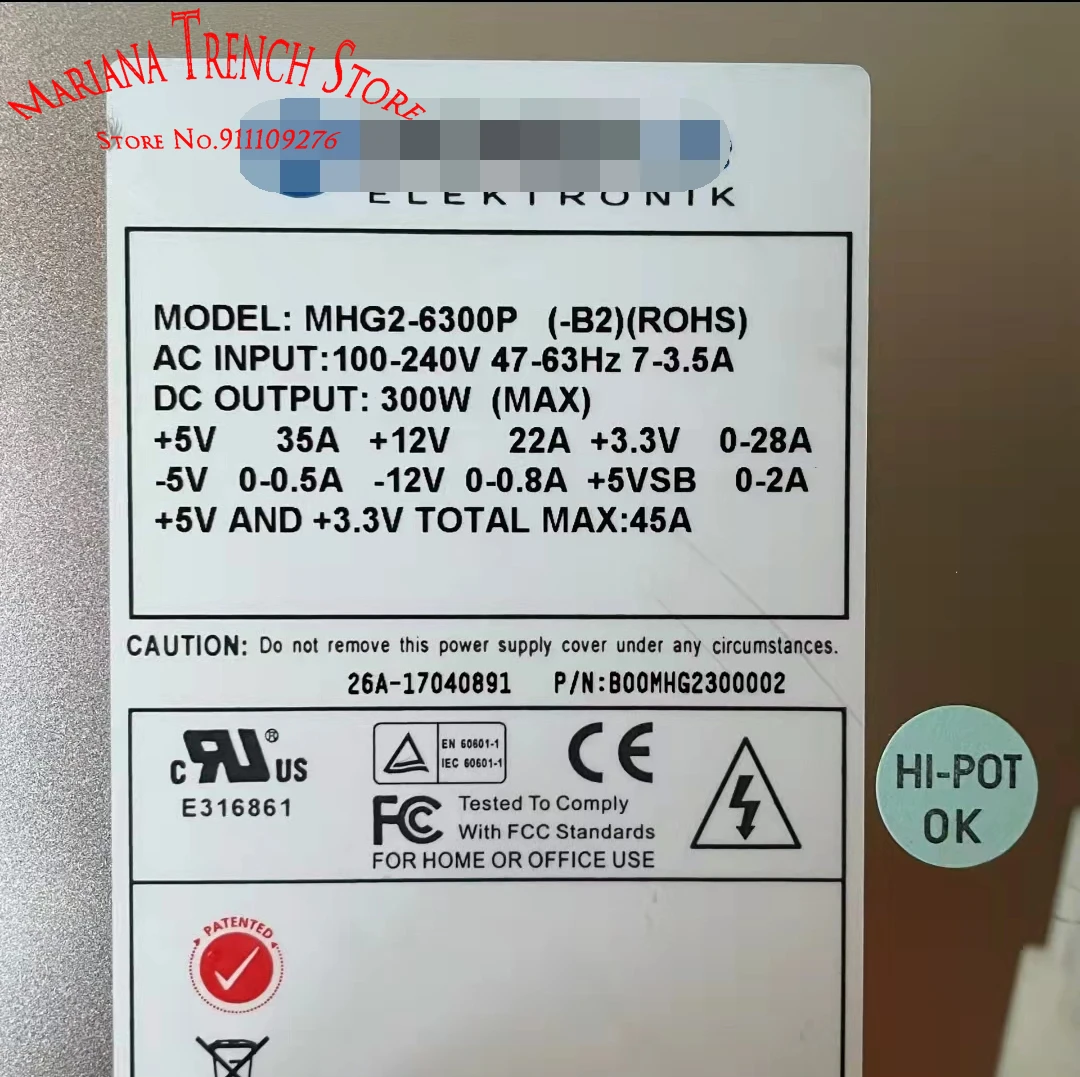 MARIANA TRENCH STORE
STORE NO.911109276
ELEKTRONIK
MODEL: MHG2-6300P (-B2)(ROHS)
AC INPUT:100-240V 47-63Hz 7-3.5A
DC OUTPUT: 300W (MAX)
+5V 35A +12V 22A +3.3V 0-28A
-5V 0-0.5A -12V 0-0.8A +5VSB 0-2A
+5V AND +3.3V TOTAL MAX:45A
CAUTION: Do not remove this power supply cover under any circumstances.
26A-17040891 P/N:B00MHG2300002
C RU ® US
E316861
EN 60601-1
IEC 60601-1
CE
FC Tested To Comply
With FCC Standards
FOR HOME OR OFFICE USE
HI-POT
OK
PATENTED